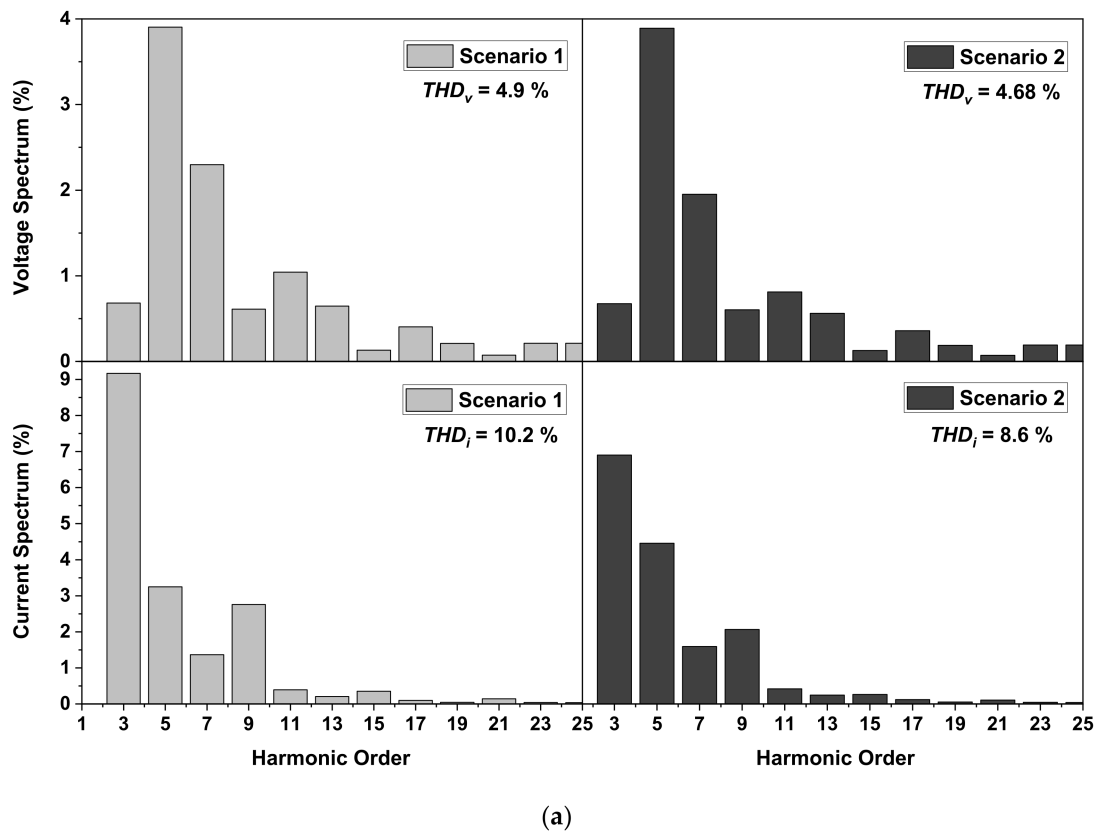 Voltage Spectrum (%)
4
3
2
1
0
Scenario 1
THDv = 4.9 %
Scenario 2
THDv = 4.68 %
Current Spectrum (%)
9
8
7
6
5
4
3
2
1
0
Scenario 1
THDi = 10.2 %
Scenario 2
THDi = 8.6 %
1 3 5 7 9 11 13 15 17 19 21 23 25 3 5 7 9 11 13 15 17 19 21 23 25
Harmonic Order Harmonic Order
(a)